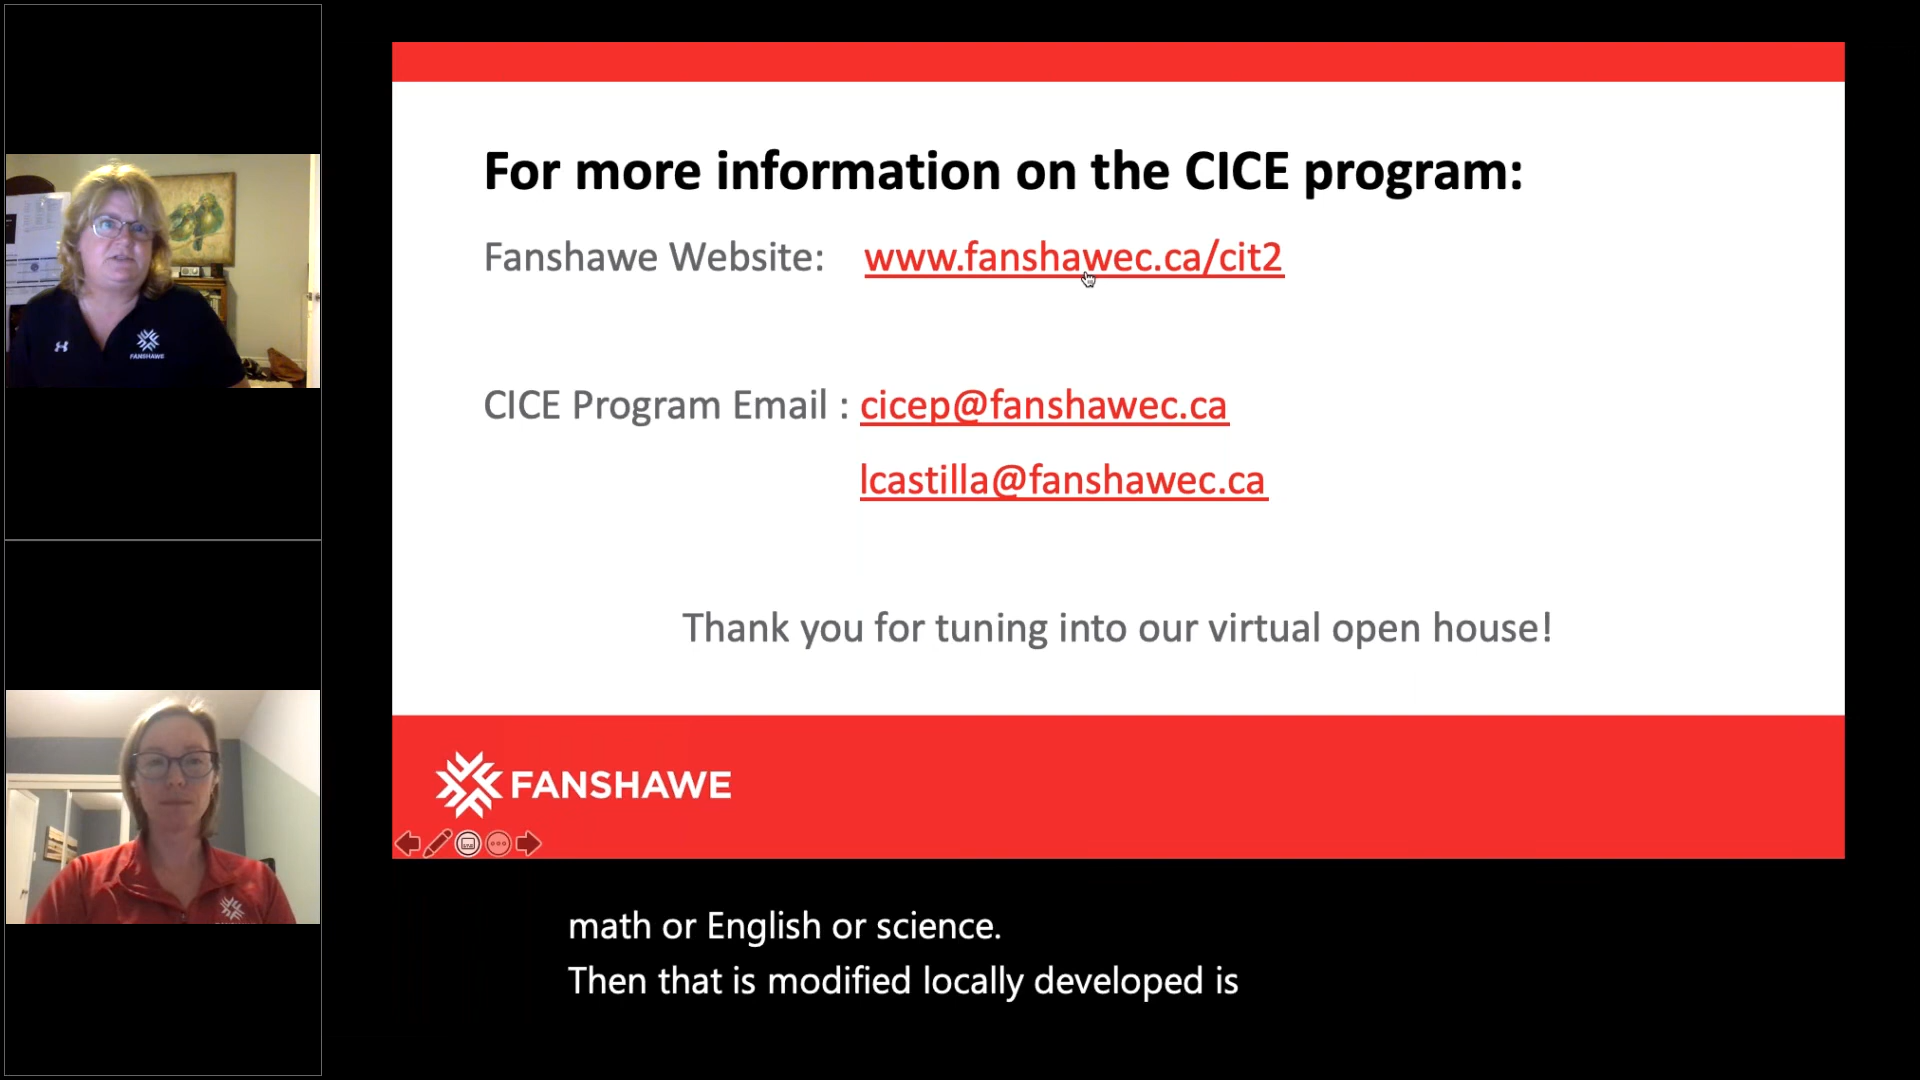 For more information on the CICE program:
Fanshawe Website: www.fanshawec.ca/cit2
CICE Program Email : cicep@fanshawec.ca
lcastilla@fanshawec.ca
Thank you for tuning into our virtual open house!
FANSHAWE
math or English or science.
Then that is modified locally developed is
FANSHAWE